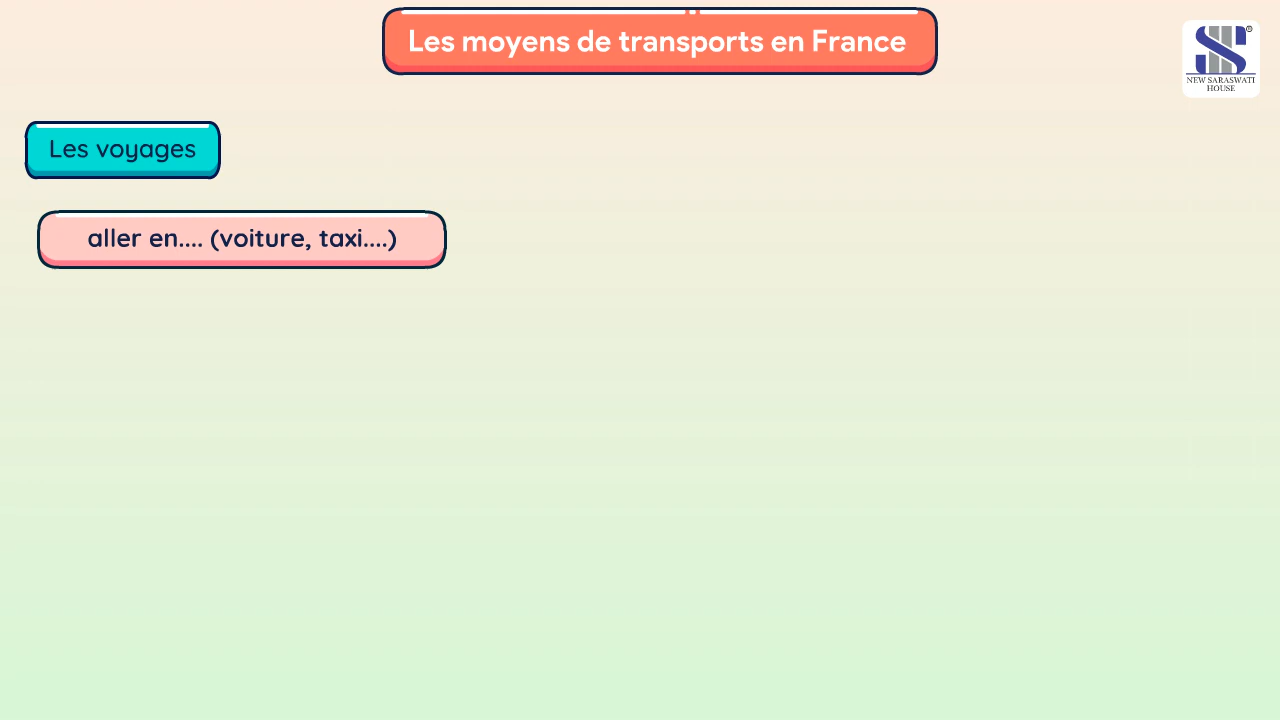 Les moyens de transports en France
NEW SARASWATI
HOUSE
Les voyages
aller en.... (voiture, taxi....)